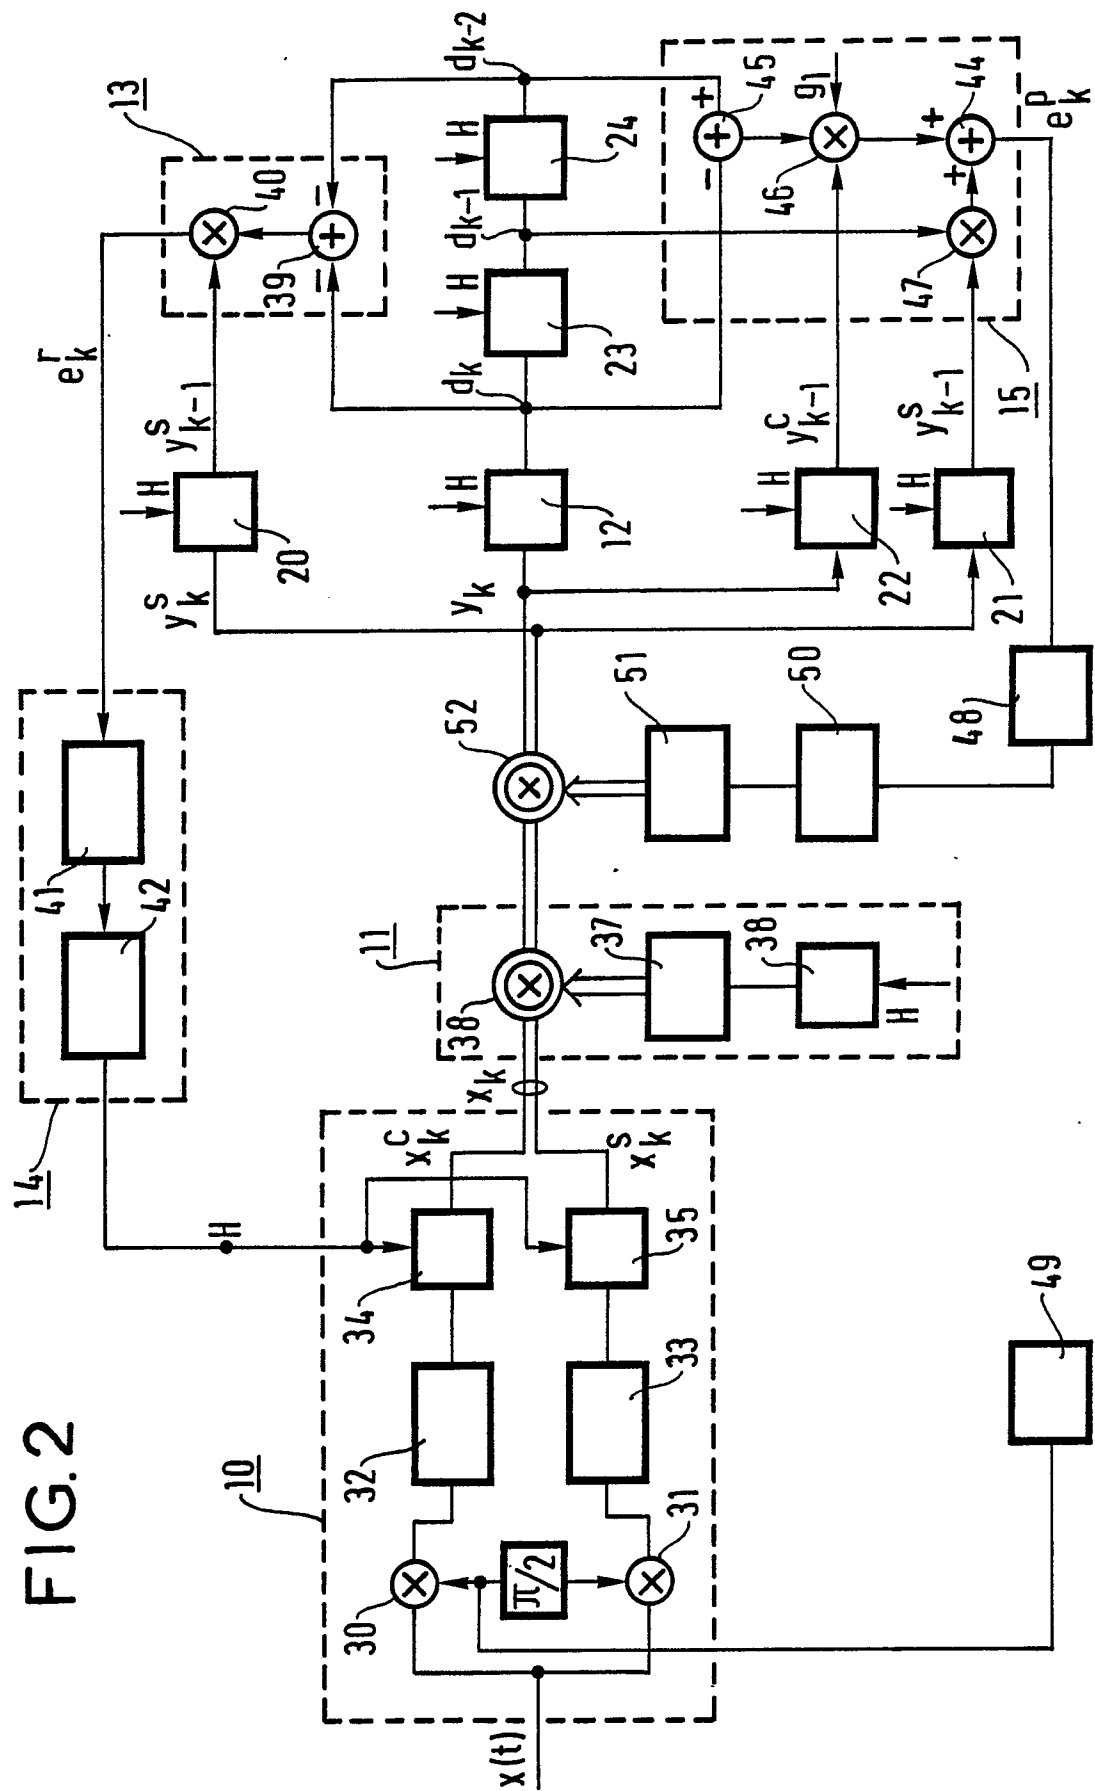 FIG. 2
x(t)
10
30
31
π/2
32
33
34
35
49
H
x_k^c
x_k^s
x_k
14
41
42
11
38
37
38
H
52
51
50
48
y_k^s
20
H
y_{k-1}^s
e_k^r
y_k
12
H
d_k
23
H
d_{k-1}
24
H
d_{k-2}
13
39
−
−
+
40
22
H
y_{k-1}^c
21
H
y_{k-1}^s
15
45
+
−
+
46
g_1
47
44
+
+
+
e_k^p